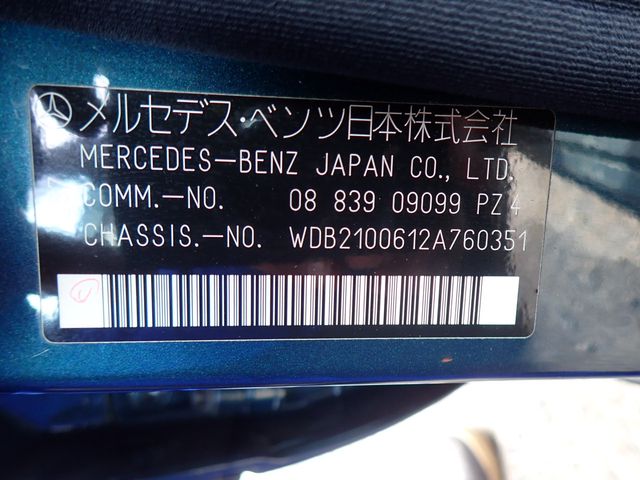 メルセデス・ベンツ日本株式会社
MERCEDES-BENZ JAPAN CO., LTD.
COMM.-NO. 08 839 09099 PZ 4
CHASSIS.-NO. WDB2100612A760351